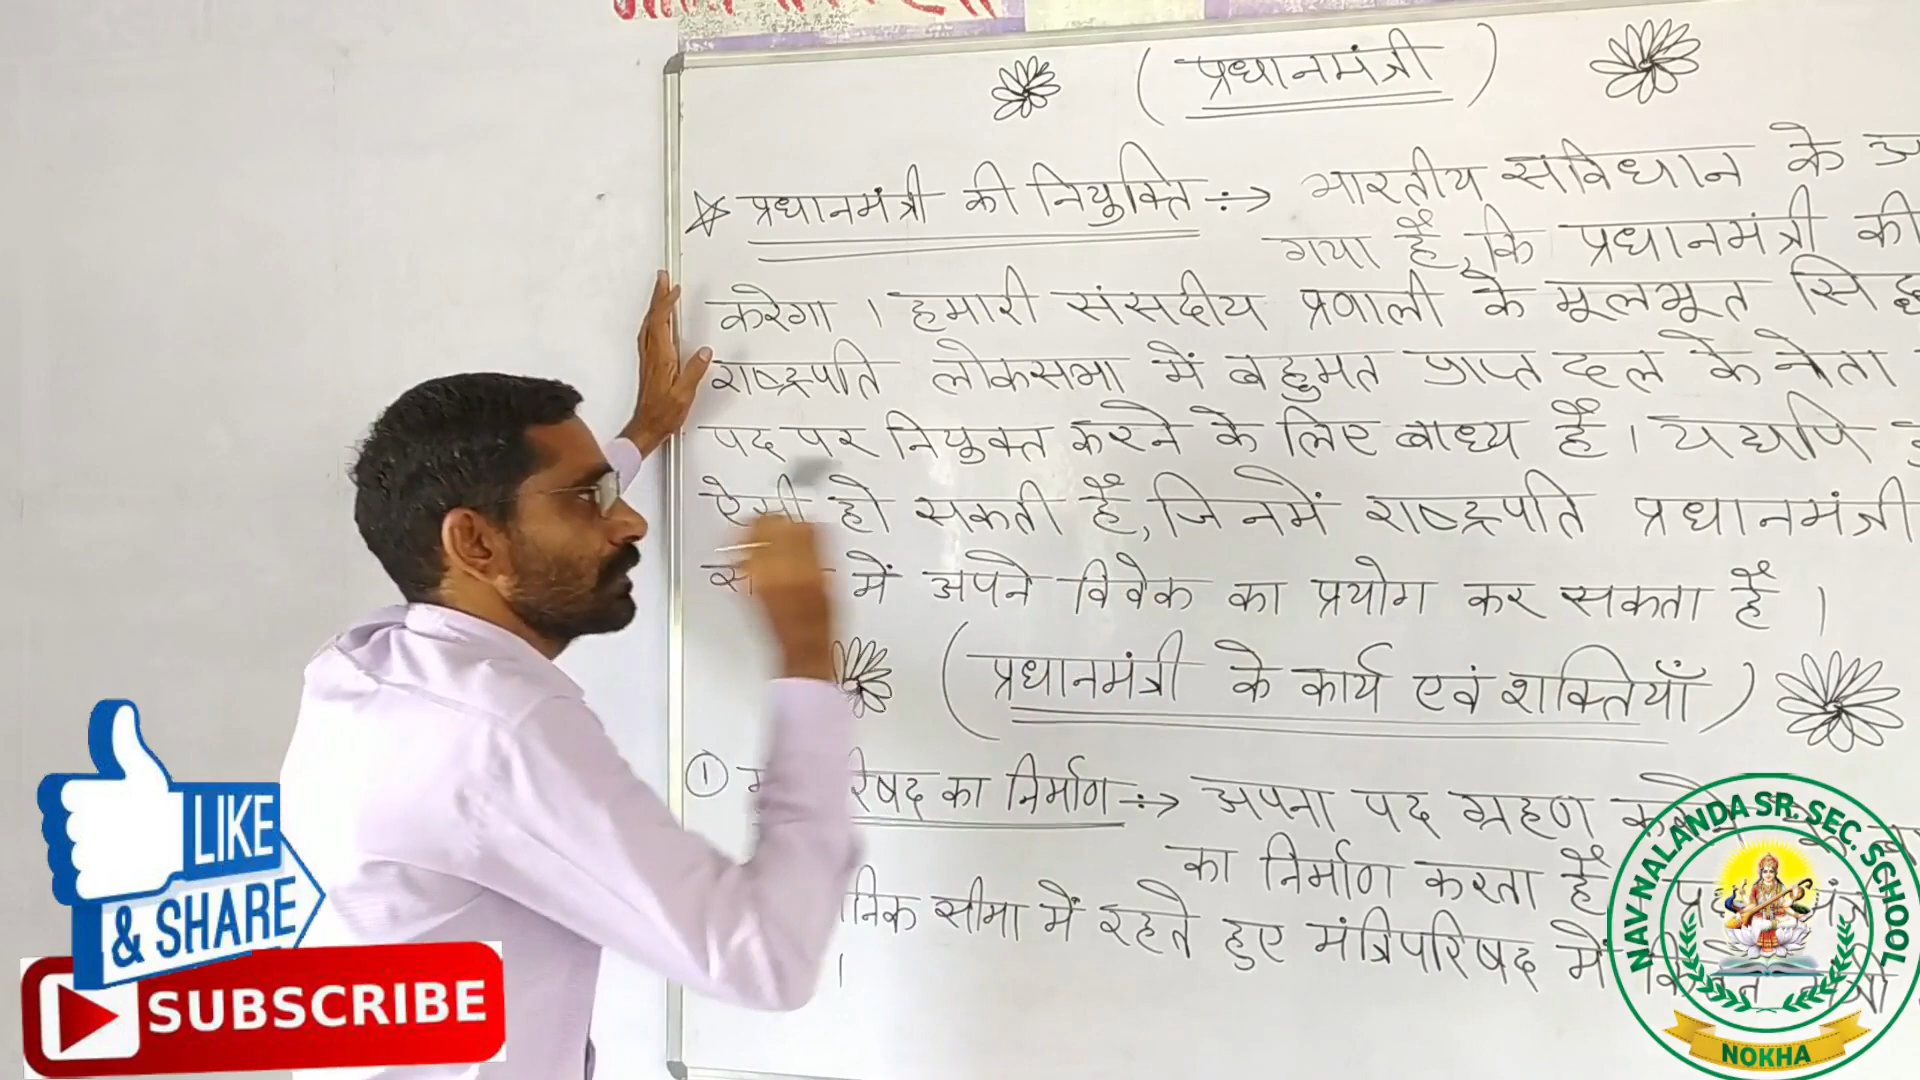 ( प्रधानमंत्री )
प्रधानमंत्री की नियुक्ति :-> भारतीय संविधान के
गया है, कि प्रधानमंत्री की
करेगा । हमारी संसदीय प्रणाली के मूलभूत
राष्ट्रपति लोकसभा में बहुमत प्राप्त दल के नेता
पद पर नियुक्त करने के लिए बाध्य है । यद्यपि
ऐसी हो सकती है, जिनमें राष्ट्रपति प्रधानमंत्री
में अपने विवेक का प्रयोग कर सकता है ।
( प्रधानमंत्री के कार्य एवं शक्तियाँ )
① का निर्माण :-> अपना पद ग्रहण
का निर्माण करता है
सीमा में रहते हुए मंत्रिपरिषद में
।
LIKE
& SHARE
SUBSCRIBE
NAV NALANDA SR. SEC. SCHOOL
NOKHA